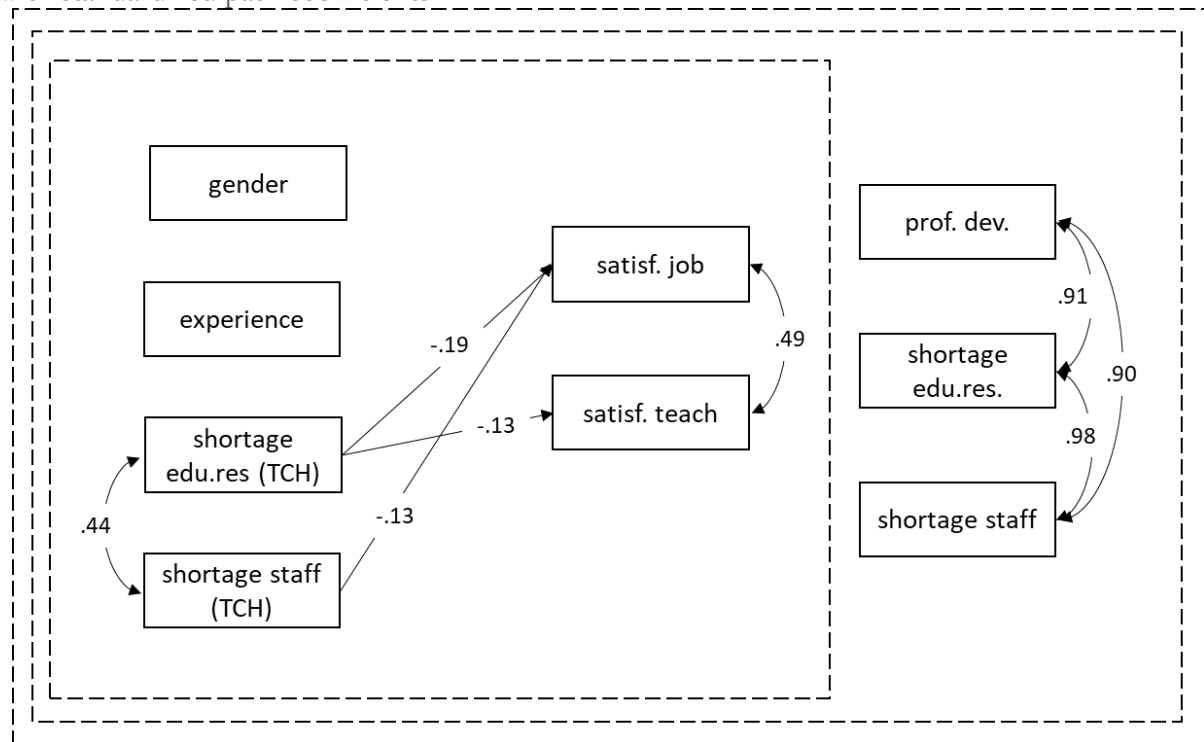 gender
prof. dev.
satisf. job
experience
.91
-.19
.49
shortage
edu.res.
.90
satisf. teach
-.13
shortage
edu.res (TCH)
.98
.44
-.13
shortage staff
shortage staff
(TCH)